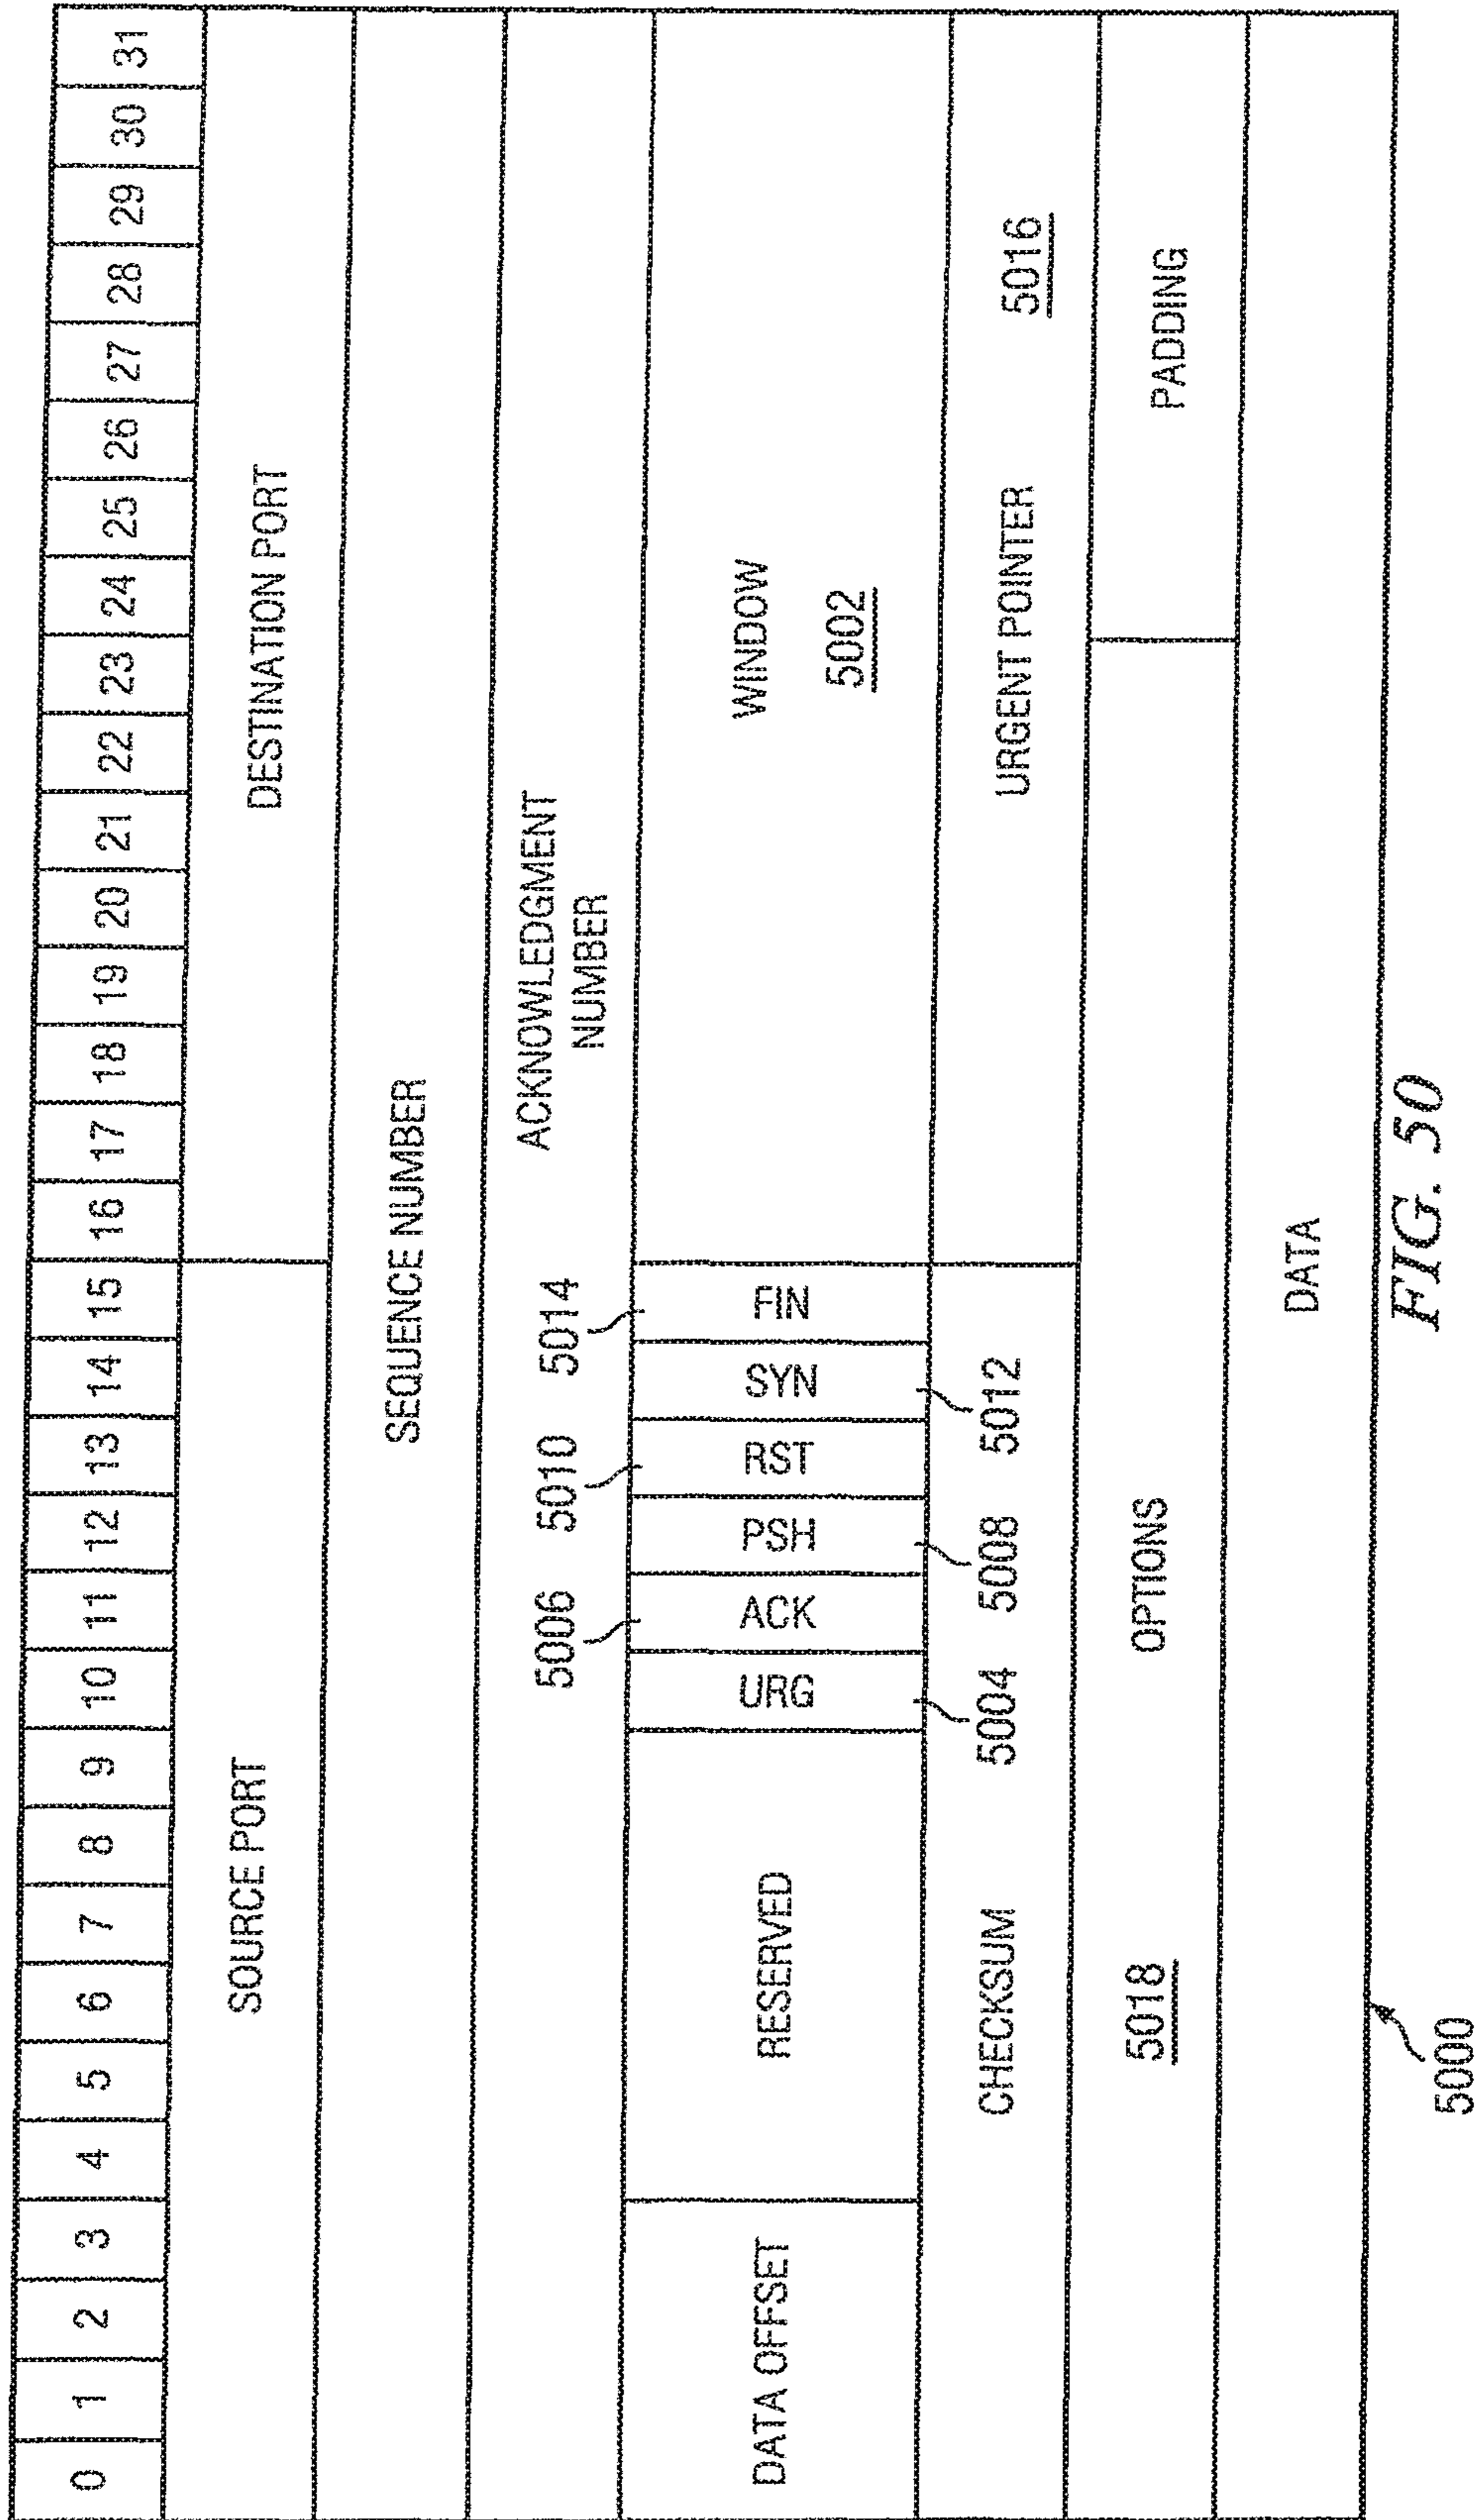 0 1 2 3 4 5 6 7 8 9 10 11 12 13 14 15 16 17 18 19 20 21 22 23 24 25 26 27 28 29 30 31
SOURCE PORT DESTINATION PORT
SEQUENCE NUMBER
ACKNOWLEDGMENT
NUMBER
5006 5010 5014
DATA OFFSET RESERVED URG ACK PSH RST SYN FIN WINDOW
5002
5004 5008 5012
CHECKSUM URGENT POINTER 5016
5018 OPTIONS PADDING
DATA
5000
FIG. 50